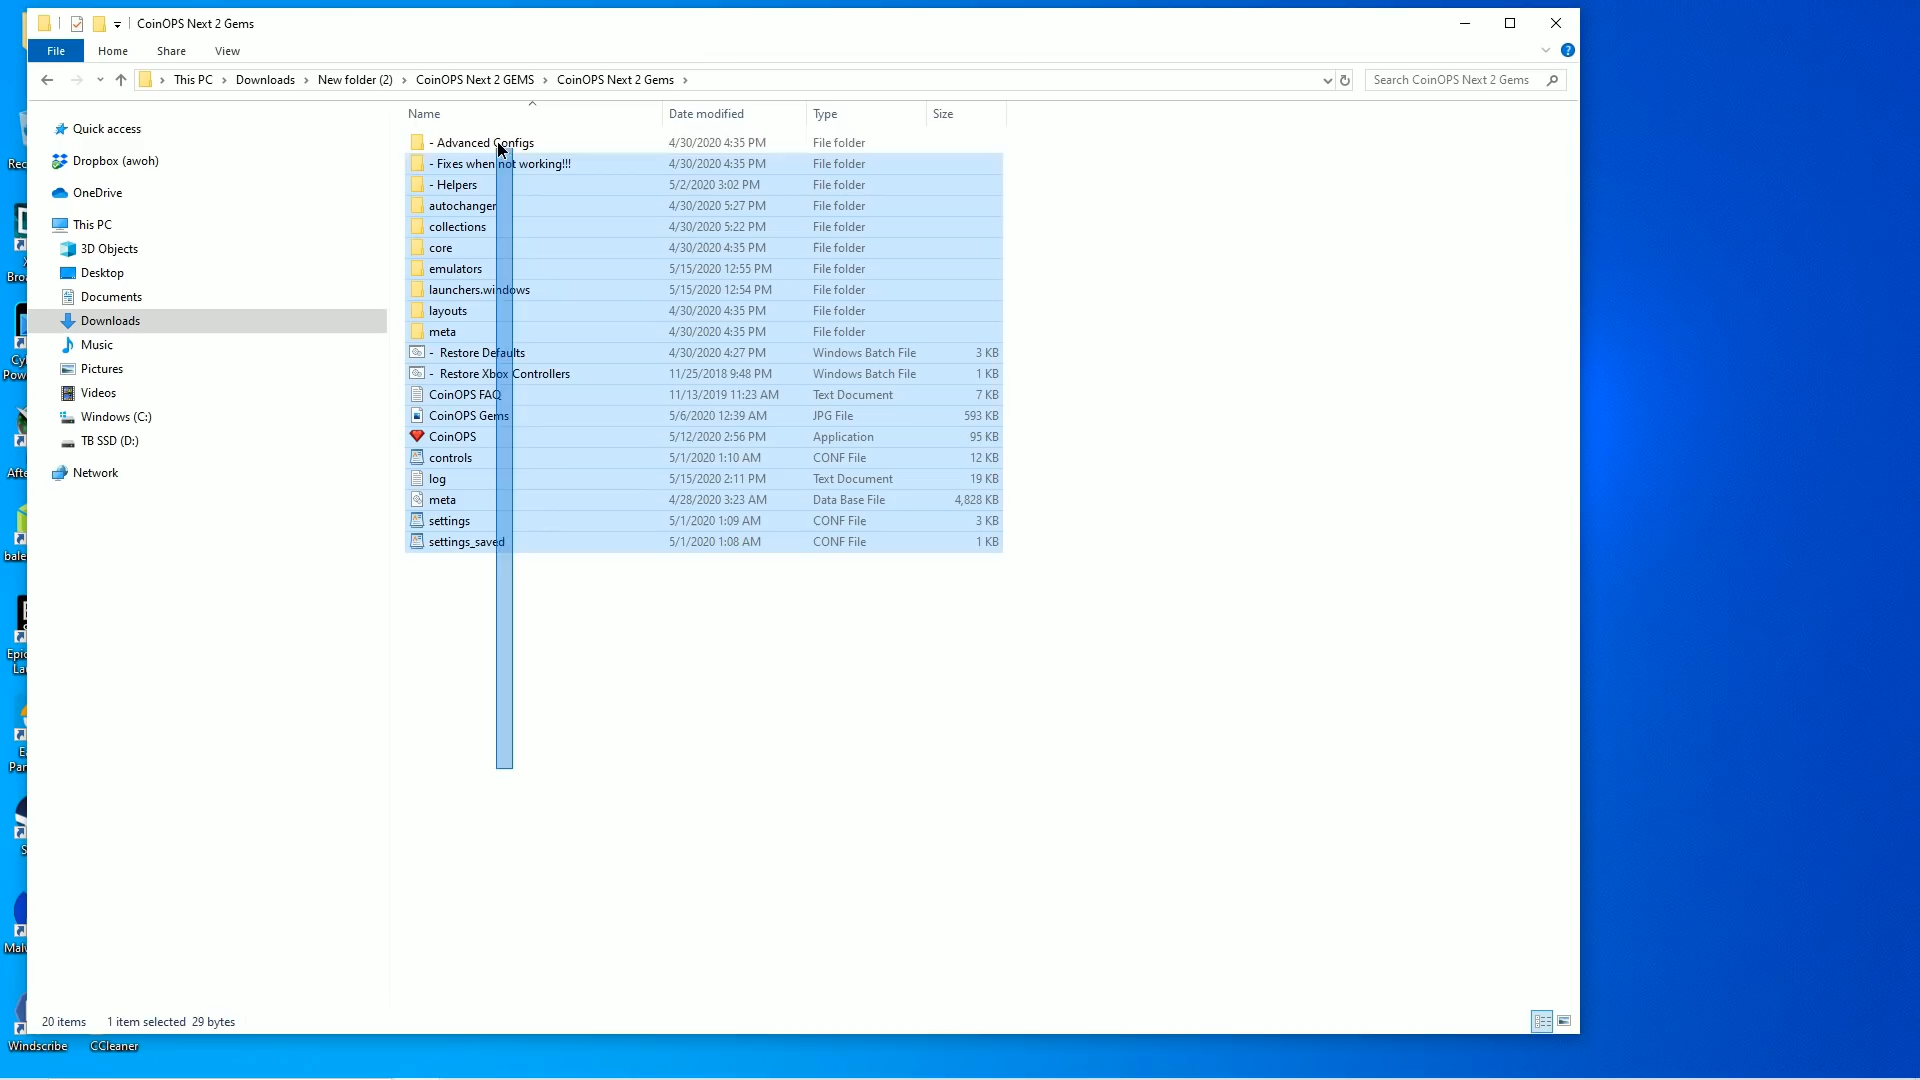 CoinOPS Next 2 Gems
File Home Share View
This PC Downloads New folder (2) CoinOPS Next 2 GEMS CoinOPS Next 2 Gems Search CoinOPS Next 2 Gems
Name Date modified Type Size
Quick access
Dropbox (awoh)
OneDrive
This PC
3D Objects
Desktop
Documents
Downloads
Music
Pictures
Videos
Windows (C:)
TB SSD (D:)
Network
- Advanced Configs 4/30/2020 4:35 PM File folder
- Fixes when not working!!! 4/30/2020 4:35 PM File folder
- Helpers 5/2/2020 3:02 PM File folder
autochanger 4/30/2020 5:27 PM File folder
collections 4/30/2020 5:22 PM File folder
core 4/30/2020 4:35 PM File folder
emulators 5/15/2020 12:55 PM File folder
launchers.windows 5/15/2020 12:54 PM File folder
layouts 4/30/2020 4:35 PM File folder
meta 4/30/2020 4:35 PM File folder
- Restore Defaults 4/30/2020 4:27 PM Windows Batch File 3 KB
- Restore Xbox Controllers 11/25/2018 9:48 PM Windows Batch File 1 KB
CoinOPS FAQ 11/13/2019 11:23 AM Text Document 7 KB
CoinOPS Gems 5/6/2020 12:39 AM JPG File 593 KB
CoinOPS 5/12/2020 2:56 PM Application 95 KB
controls 5/1/2020 1:10 AM CONF File 12 KB
log 5/15/2020 2:11 PM Text Document 19 KB
meta 4/28/2020 3:23 AM Data Base File 4,828 KB
settings 5/1/2020 1:09 AM CONF File 3 KB
settings_saved 5/1/2020 1:08 AM CONF File 1 KB
20 items 1 item selected 29 bytes
Windscribe CCleaner